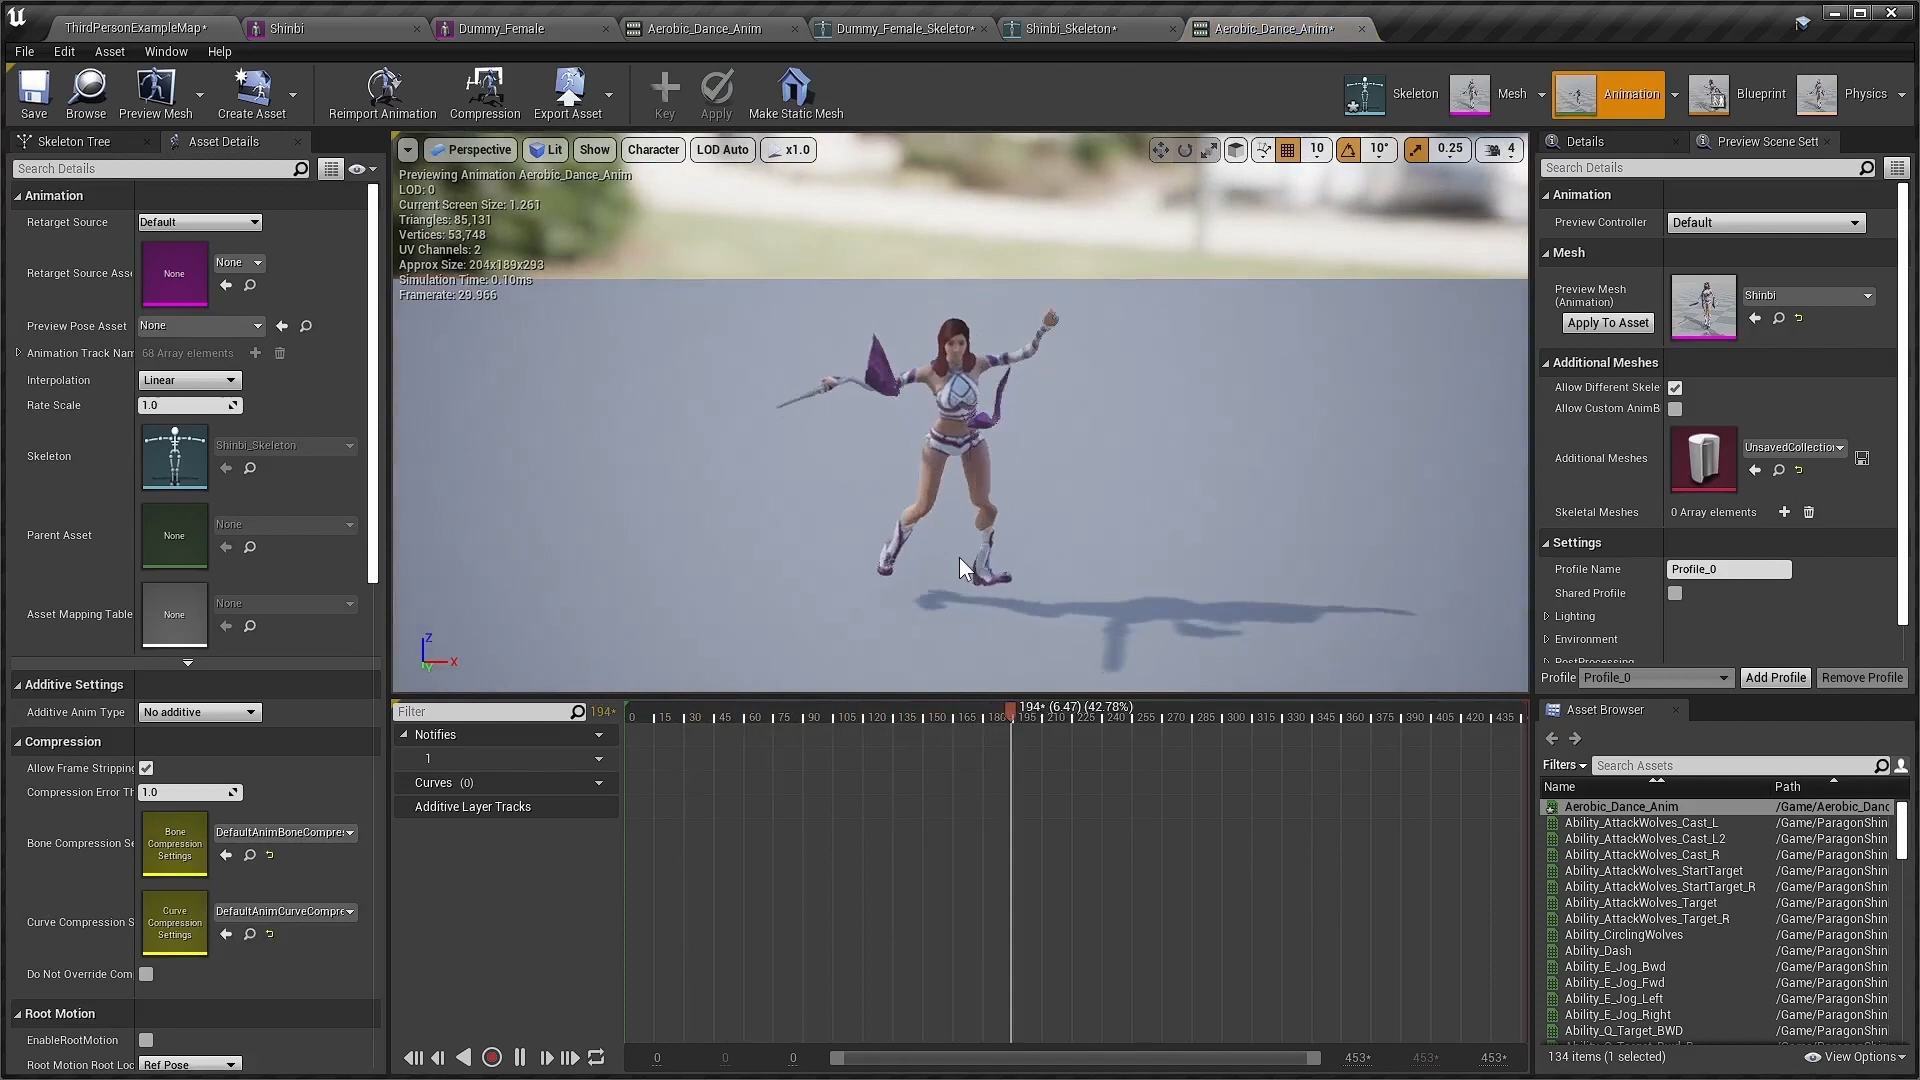 ThirdPersonExampleMap*
Shinbi
Dummy_Female
Aerobic_Dance_Anim
Dummy_Female_Skeletor*
Shinbi_Skeleton*
Aerobic_Dance_Anim*
File Edit Asset Window Help
Save
Browse
Preview Mesh
Create Asset
Reimport Animation
Compression
Export Asset
Key
Apply
Make Static Mesh
Skeleton
Mesh
Animation
Blueprint
Physics
Skeleton Tree
Asset Details
Search Details
Animation
Retarget Source Default
Retarget Source Asse None None
Preview Pose Asset None
Animation Track Nam 68 Array elements
Interpolation Linear
Rate Scale 1.0
Skeleton Shinbi_Skeleton
Parent Asset None None
Asset Mapping Table None None
Additive Settings
Additive Anim Type No additive
Compression
Allow Frame Stripping
Compression Error Th 1.0
Bone Compression Se Bone Compression Settings DefaultAnimBoneCompres
Curve Compression S Curve Compression Settings DefaultAnimCurveCompre
Do Not Override Com
Root Motion
EnableRootMotion
Root Motion Root Loc Ref Pose
Perspective Lit Show Character LOD Auto x1.0
10 10° 0.25 4
Previewing Animation Aerobic_Dance_Anim
LOD: 0
Current Screen Size: 1.261
Triangles: 85,131
Vertices: 53,748
UV Channels: 2
Approx Size: 204x189x293
Simulation Time: 0.10ms
Framerate: 29.966
Z
X
Y
Filter 194*
194* (6.47) (42.78%)
0 15 30 45 60 75 90 105 120 135 150 165 180 195 210 225 240 255 270 285 300 315 330 345 360 375 390 405 420 435
Notifies
1
Curves (0)
Additive Layer Tracks
0 0 0 453* 453* 453*
Details
Preview Scene Sett
Search Details
Animation
Preview Controller Default
Mesh
Preview Mesh
(Animation)
Shinbi
Apply To Asset
Additional Meshes
Allow Different Skele
Allow Custom AnimB
Additional Meshes UnsavedCollection
Skeletal Meshes 0 Array elements
Settings
Profile Name Profile_0
Shared Profile
Lighting
Environment
PostProcessing
Profile Profile_0 Add Profile Remove Profile
Asset Browser
Filters Search Assets
Name Path
Aerobic_Dance_Anim /Game/Aerobic_Danc
Ability_AttackWolves_Cast_L /Game/ParagonShin
Ability_AttackWolves_Cast_L2 /Game/ParagonShin
Ability_AttackWolves_Cast_R /Game/ParagonShin
Ability_AttackWolves_StartTarget /Game/ParagonShin
Ability_AttackWolves_StartTarget_R /Game/ParagonShin
Ability_AttackWolves_Target /Game/ParagonShin
Ability_AttackWolves_Target_R /Game/ParagonShin
Ability_CirclingWolves /Game/ParagonShin
Ability_Dash /Game/ParagonShin
Ability_E_Jog_Bwd /Game/ParagonShin
Ability_E_Jog_Fwd /Game/ParagonShin
Ability_E_Jog_Left /Game/ParagonShin
Ability_E_Jog_Right /Game/ParagonShin
Ability_Q_Target_BWD /Game/ParagonShin
134 items (1 selected) View Options